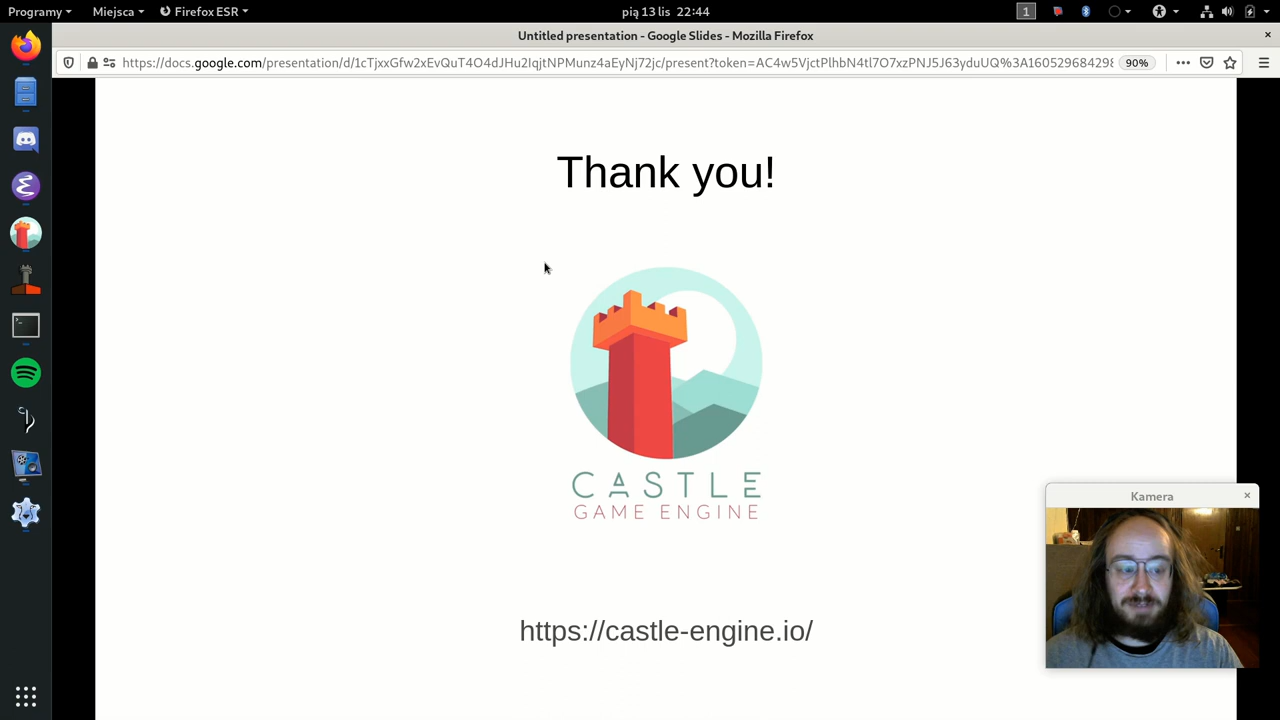 Programy
Miejsca
Firefox ESR
pią 13 lis 22:44
1
Untitled presentation - Google Slides - Mozilla Firefox
https://docs.google.com/presentation/d/1cTjxxGfw2xEvQuT4O4dJHu2IqjtNPMunz4aEyNj72jc/present?token=AC4w5VjctPlhbN4tl7O7xzPNJ5J63yduUQ%3A160529684298
90%
Thank you!
CASTLE
GAME ENGINE
https://castle-engine.io/
Kamera